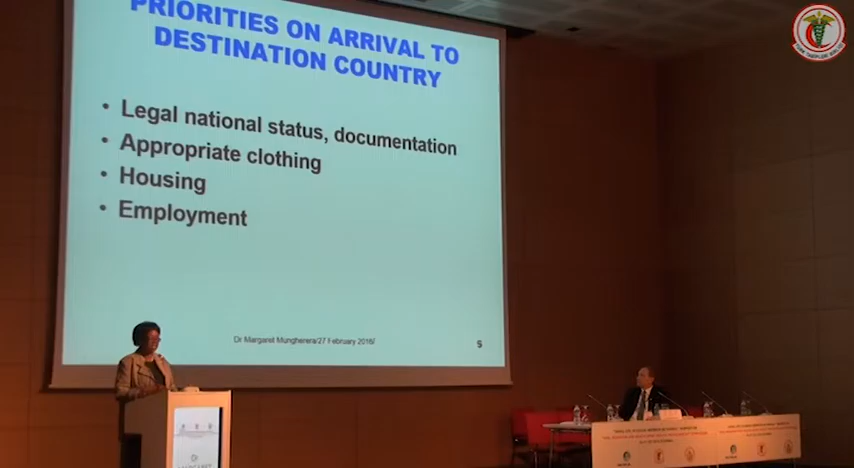 PRIORITIES ON ARRIVAL TO
DESTINATION COUNTRY
• Legal national status, documentation
• Appropriate clothing
• Housing
• Employment
Dr Margaret Mungherera/27 February 2016/
5
MARGARET